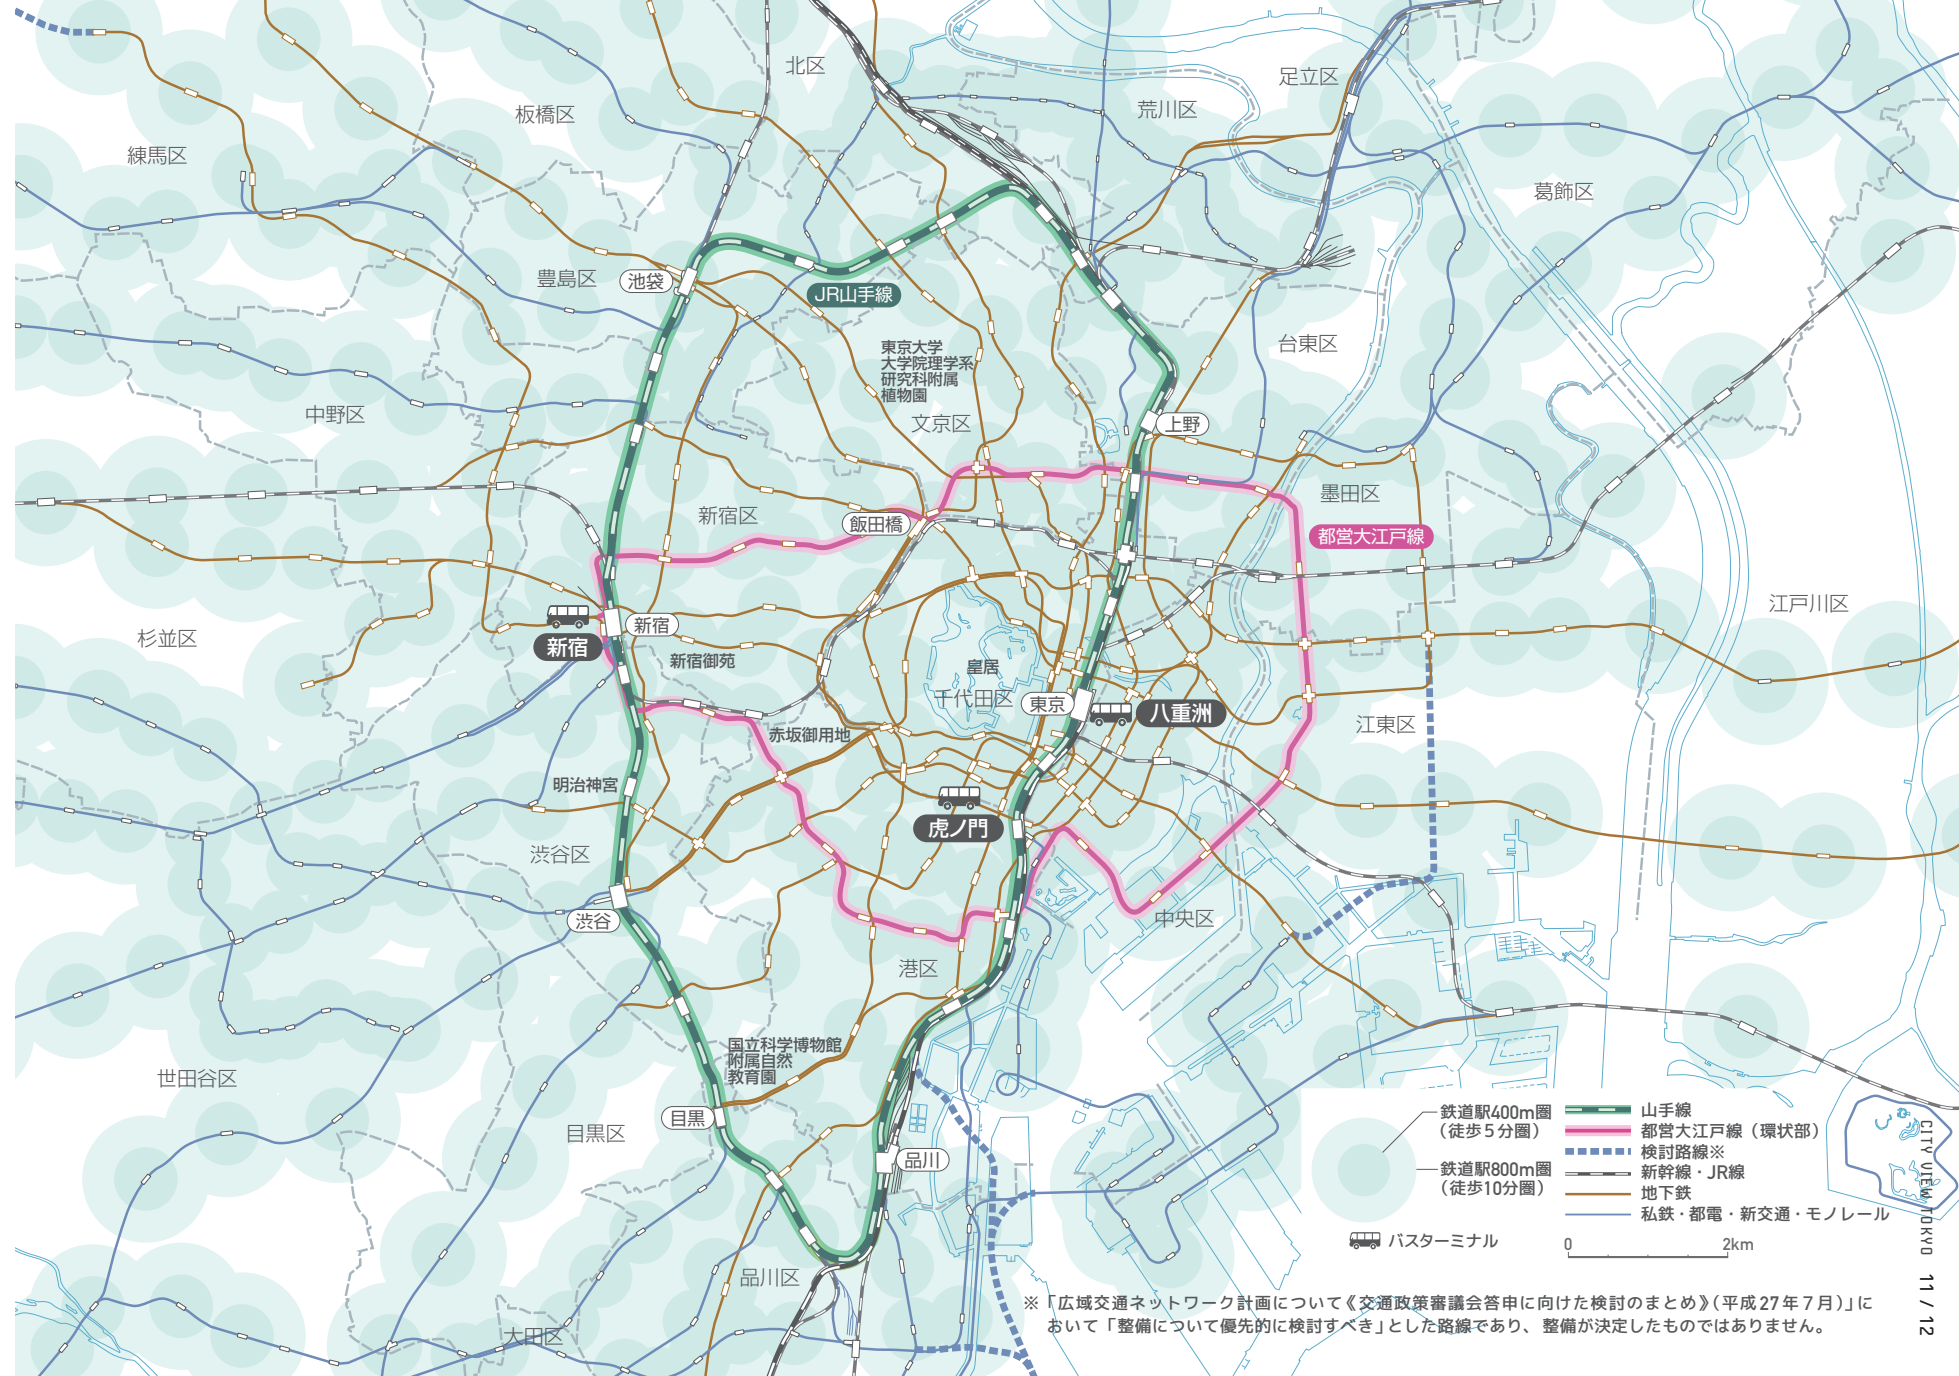 北区
足立区
荒川区
板橋区
練馬区
葛飾区
豊島区
池袋
JR山手線
台東区
東京大学
大学院理学系
研究科附属
植物園
中野区
文京区
上野
墨田区
新宿区
飯田橋
都営大江戸線
江戸川区
杉並区
新宿
新宿
新宿御苑
皇居
千代田区
東京
八重洲
江東区
赤坂御用地
明治神宮
虎ノ門
渋谷区
渋谷
中央区
港区
国立科学博物館
附属自然
教育園
世田谷区
目黒
目黒区
品川
品川区
大田区
鉄道駅400m圏
（徒歩5分圏）
鉄道駅800m圏
（徒歩10分圏）
バスターミナル
山手線
都営大江戸線（環状部）
検討路線※
新幹線・JR線
地下鉄
私鉄・都電・新交通・モノレール
0 2km
※「広域交通ネットワーク計画について《交通政策審議会答申に向けた検討のまとめ》（平成27年7月）」に
おいて「整備について優先的に検討すべき」とした路線であり、整備が決定したものではありません。
CITY VIEW TOKYO 11 / 12